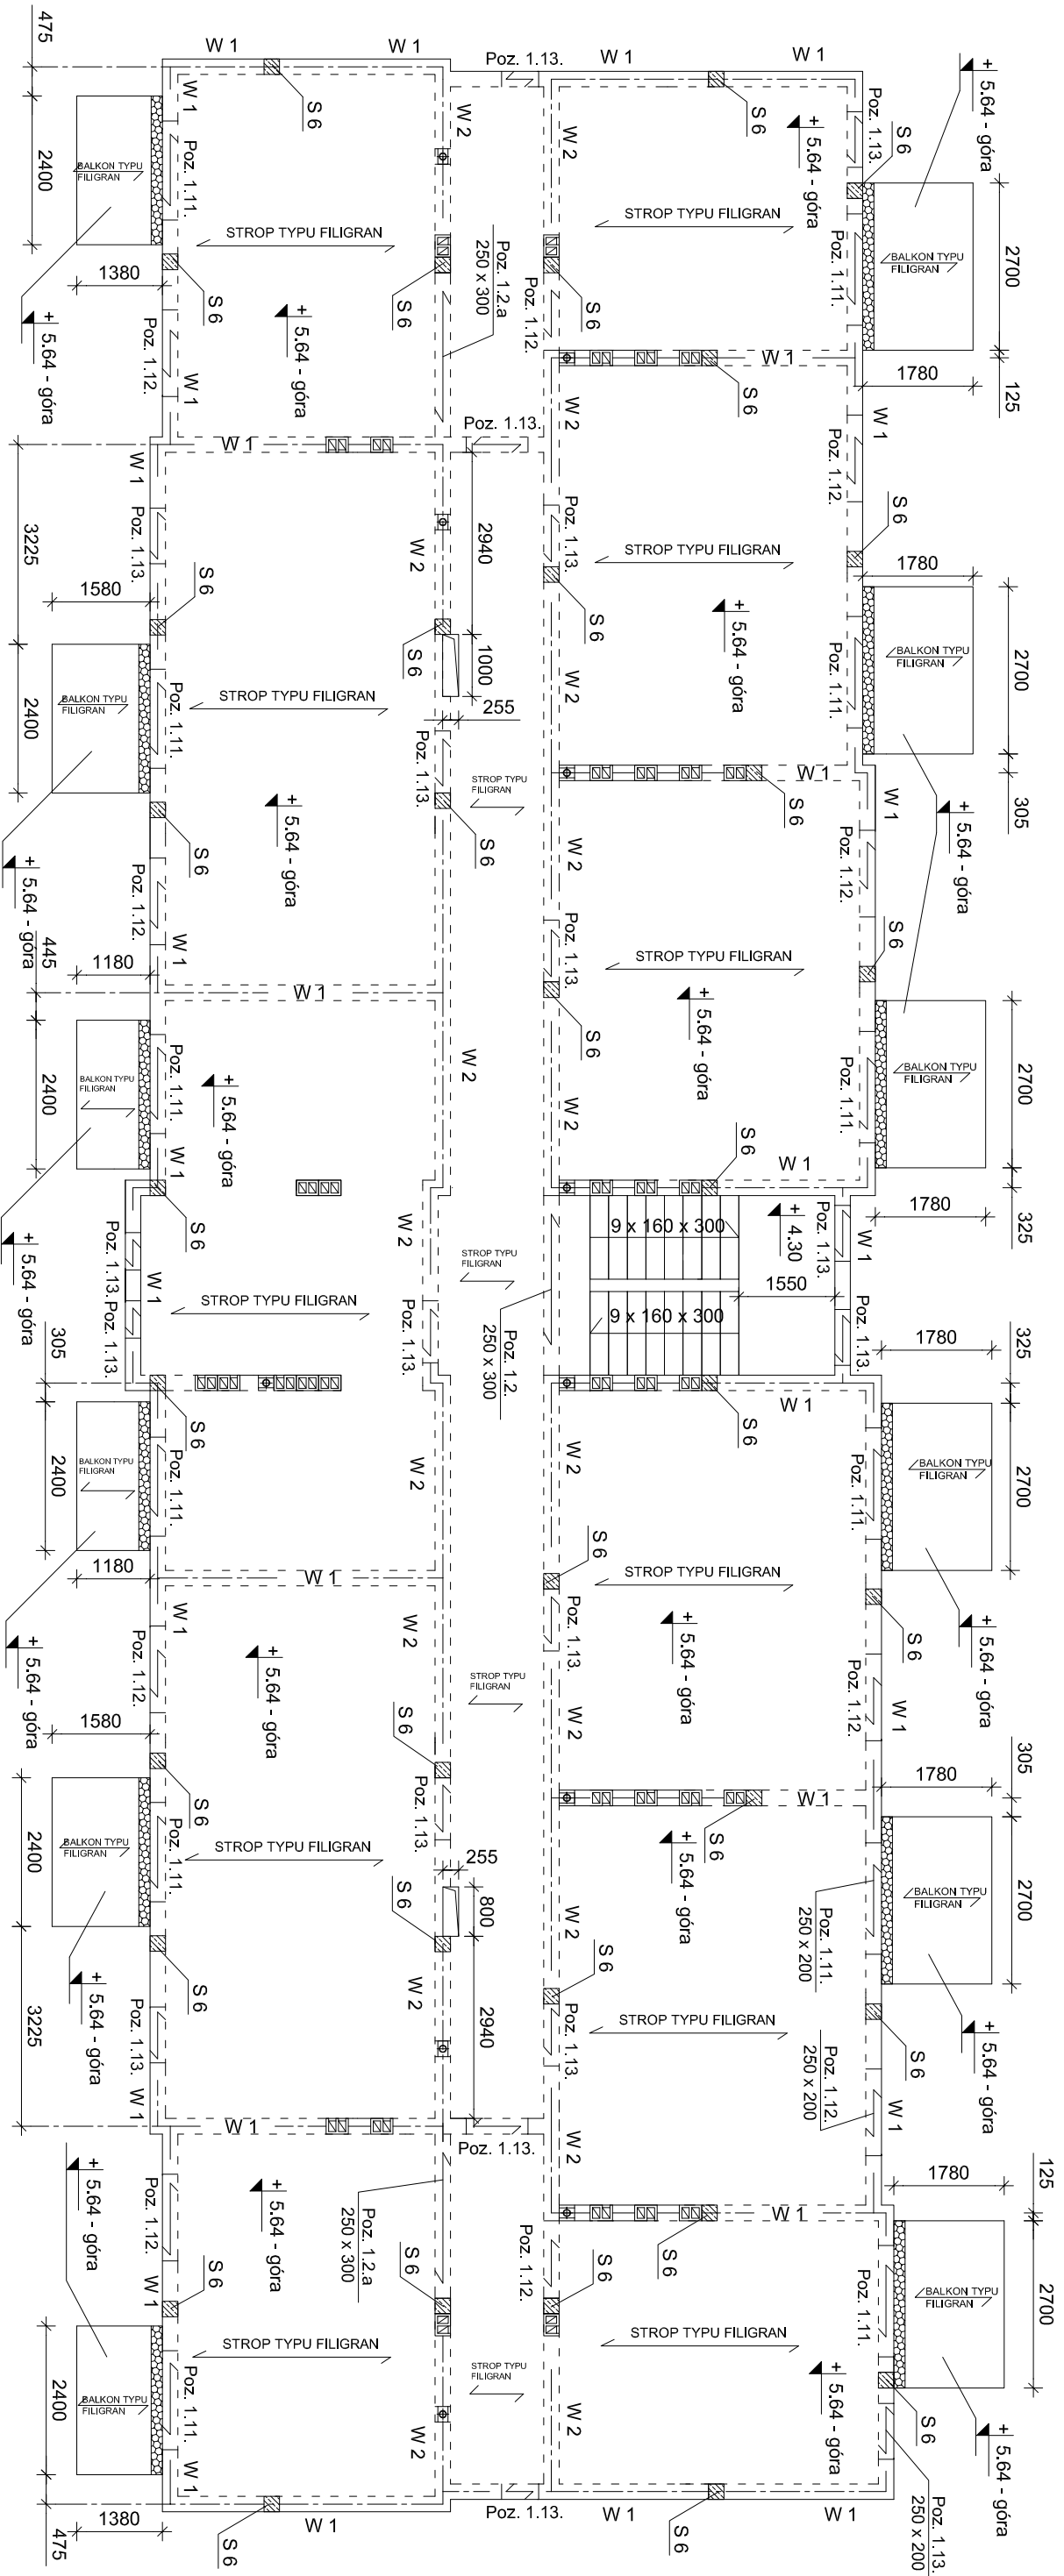 475
W 1
W 1
Poz. 1.13.
W 1
W 1
+ 5.64 - góra
S 6
W 1
W 2
W 2
S 6
+ 5.64 - góra
Poz. 1.13.
S 6
2400
BALKON TYPU
FILIGRAN
Poz. 1.11.
STROP TYPU FILIGRAN
STROP TYPU FILIGRAN
BALKON TYPU
FILIGRAN
2700
1380
S 6
S 6
Poz. 1.2.a
250 x 300
Poz. 1.12.
S 6
Poz. 1.11.
+ 5.64 - góra
+ 5.64 - góra
Poz. 1.12.
W 1
W 1
S 6
1780
125
W 1
Poz. 1.13.
W 2
W 1
W 1
Poz. 1.13.
2940
W 2
Poz. 1.13.
STROP TYPU FILIGRAN
Poz. 1.12.
S 6
3225
1580
S 6
S 6
1000
S 6
W 2
+ 5.64 - góra
1780
2400
BALKON TYPU
FILIGRAN
Poz. 1.11.
STROP TYPU FILIGRAN
255
Poz. 1.11.
BALKON TYPU
FILIGRAN
2700
Poz. 1.13.
STROP TYPU
FILIGRAN
W 1
305
+ 5.64 - góra
S 6
S 6
S 6
W 2
Poz. 1.12.
W 1
+ 5.64 - góra
+ 5.64 - góra
Poz. 1.12.
W 1
445
1180
W 1
Poz. 1.13.
S 6
STROP TYPU FILIGRAN
S 6
+ 5.64 - góra
2400
BALKON TYPU
FILIGRAN
Poz. 1.11.
+ 5.64 - góra
W 2
W 2
Poz. 1.11.
BALKON TYPU
FILIGRAN
2700
W 1
S 6
W 1
+ 5.64 - góra
S 6
W 2
9 x 160 x 300
+ 4.30
Poz. 1.13.
W 1
1780
325
Poz. 1.13.
W 1
STROP TYPU
FILIGRAN
1550
Poz. 1.13.
STROP TYPU FILIGRAN
Poz. 1.13.
Poz. 1.2.
250 x 300
9 x 160 x 300
Poz. 1.13.
1780
325
305
S 6
S 6
W 1
2400
BALKON TYPU
FILIGRAN
Poz. 1.11.
W 2
W 2
Poz. 1.11.
BALKON TYPU
FILIGRAN
2700
1180
W 1
S 6
STROP TYPU FILIGRAN
S 6
+ 5.64 - góra
W 1
Poz. 1.12.
+ 5.64 - góra
W 2
STROP TYPU
FILIGRAN
Poz. 1.13.
W 2
+ 5.64 - góra
Poz. 1.12.
W 1
+ 5.64 - góra
1580
S 6
S 6
Poz. 1.13.
W 1
S 6
1780
305
2400
BALKON TYPU
FILIGRAN
Poz. 1.11.
STROP TYPU FILIGRAN
255
800
S 6
W 2
+ 5.64 - góra
Poz. 1.11.
250 x 200
BALKON TYPU
FILIGRAN
2700
+ 5.64 - góra
S 6
W 2
2940
S 6
Poz. 1.13.
STROP TYPU FILIGRAN
Poz. 1.12.
250 x 200
S 6
W 1
+ 5.64 - góra
3225
Poz. 1.13.
W 1
W 1
Poz. 1.13.
W 2
W 1
1780
125
+ 5.64 - góra
Poz. 1.12.
W 1
S 6
+ 5.64 - góra
Poz. 1.2.a
250 x 300
S 6
Poz. 1.12.
S 6
S 6
2400
BALKON TYPU
FILIGRAN
Poz. 1.11.
STROP TYPU FILIGRAN
STROP TYPU
FILIGRAN
STROP TYPU FILIGRAN
Poz. 1.11.
BALKON TYPU
FILIGRAN
2700
W 1
W 2
W 2
+ 5.64 - góra
S 6
+ 5.64 - góra
475
1380
S 6
W 1
Poz. 1.13.
W 1
S 6
W 1
Poz. 1.13.
250 x 200